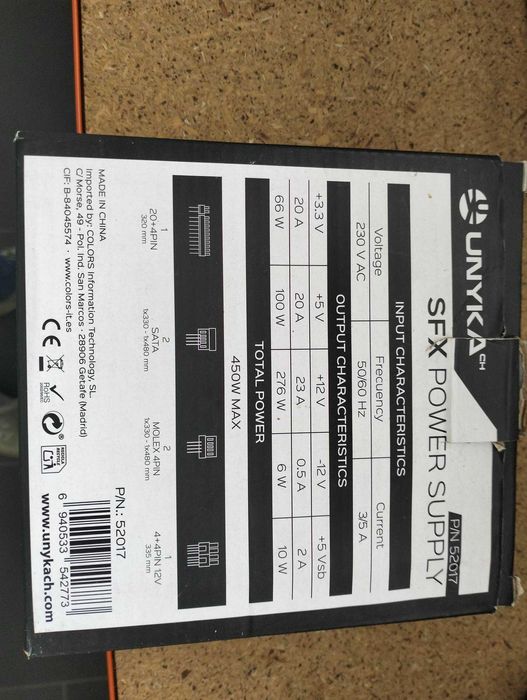 UNYKA CH
SFX POWER SUPPLY
P/N 52017
INPUT CHARACTERISTICS
Voltage Frecuency Current
230 V AC 50/60 Hz 3/5 A
OUTPUT CHARACTERISTICS
+3.3 V +5V +12 V -12 V +5 Vsb
20 A 20 A 23 A 0.5 A 2 A
66 W 100 W 276 W 6 W 10 W
TOTAL POWER
450W MAX
1 2 2 1
20+4PIN SATA MOLEX 4PIN 4+4PIN 12V
320 mm 1x330 - 1x480 mm 1x330 - 1x480 mm 335 mm
MADE IN CHINA
Imported by: COLORS Information Technology, SL.
C/ Morse, 49 - Pol. Ind. San Marcos · 28906 Getafe (Madrid)
CIF: B-84045574 · www.colors-it.es
CE
RoHS
P/N.: 52017
6 940533 542773
www.unykach.com